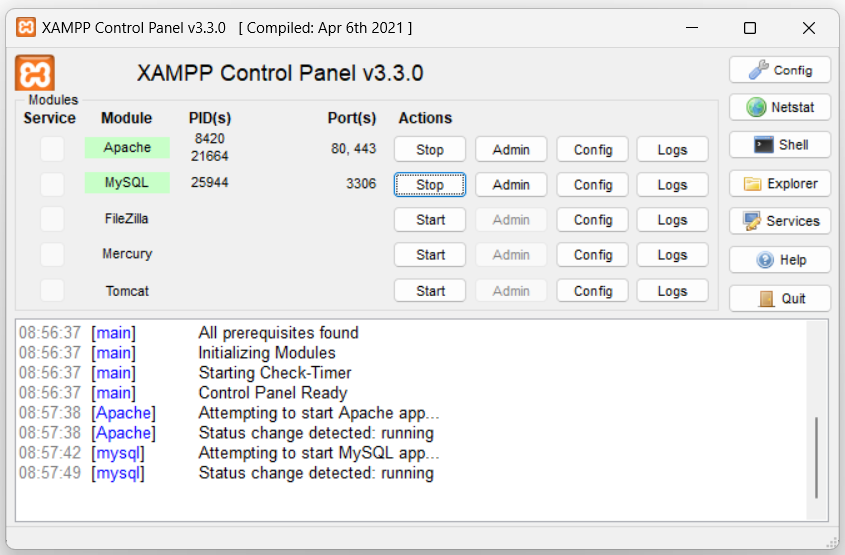 XAMPP Control Panel v3.3.0 [ Compiled: Apr 6th 2021 ]
XAMPP Control Panel v3.3.0
Config
Modules
Service Module PID(s) Port(s) Actions
Netstat
Apache 8420 21664 80, 443 Stop Admin Config Logs
Shell
MySQL 25944 3306 Stop Admin Config Logs
Explorer
FileZilla Start Admin Config Logs
Services
Mercury Start Admin Config Logs
Help
Tomcat Start Admin Config Logs
Quit
08:56:37 [main] All prerequisites found
08:56:37 [main] Initializing Modules
08:56:37 [main] Starting Check-Timer
08:56:37 [main] Control Panel Ready
08:57:38 [Apache] Attempting to start Apache app...
08:57:38 [Apache] Status change detected: running
08:57:42 [mysql] Attempting to start MySQL app...
08:57:49 [mysql] Status change detected: running